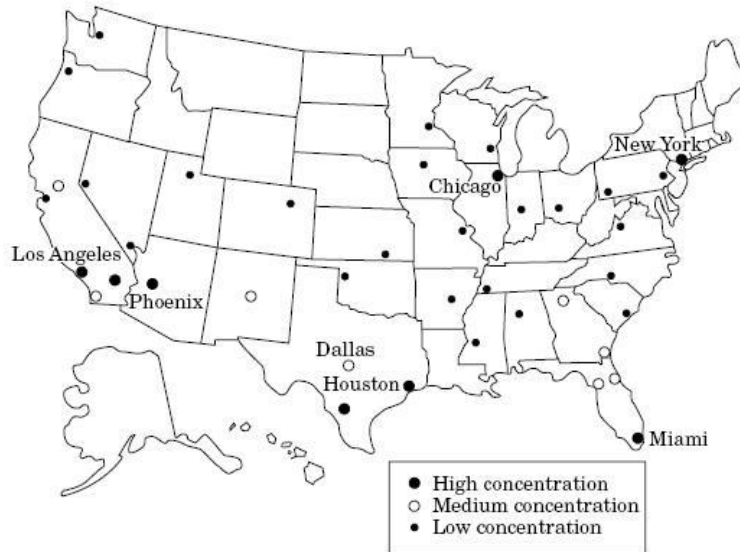 New York
Chicago
Los Angeles
Phoenix
Dallas
Houston
Miami
High concentration
Medium concentration
Low concentration